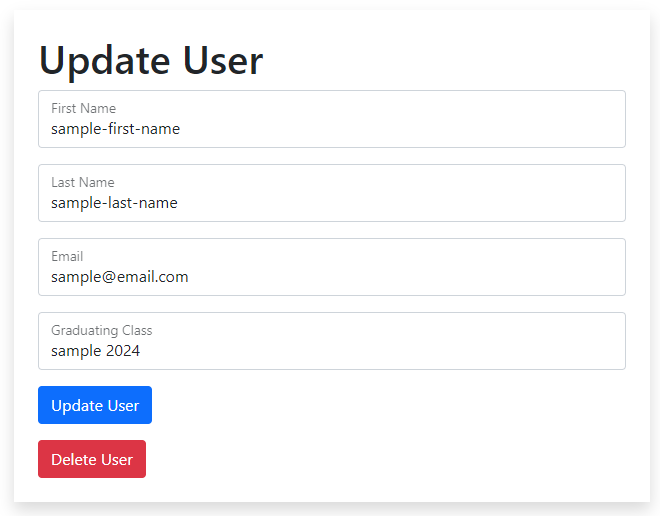 Update User
First Name
sample-first-name
Last Name
sample-last-name
Email
sample@email.com
Graduating Class
sample 2024
Update User
Delete User